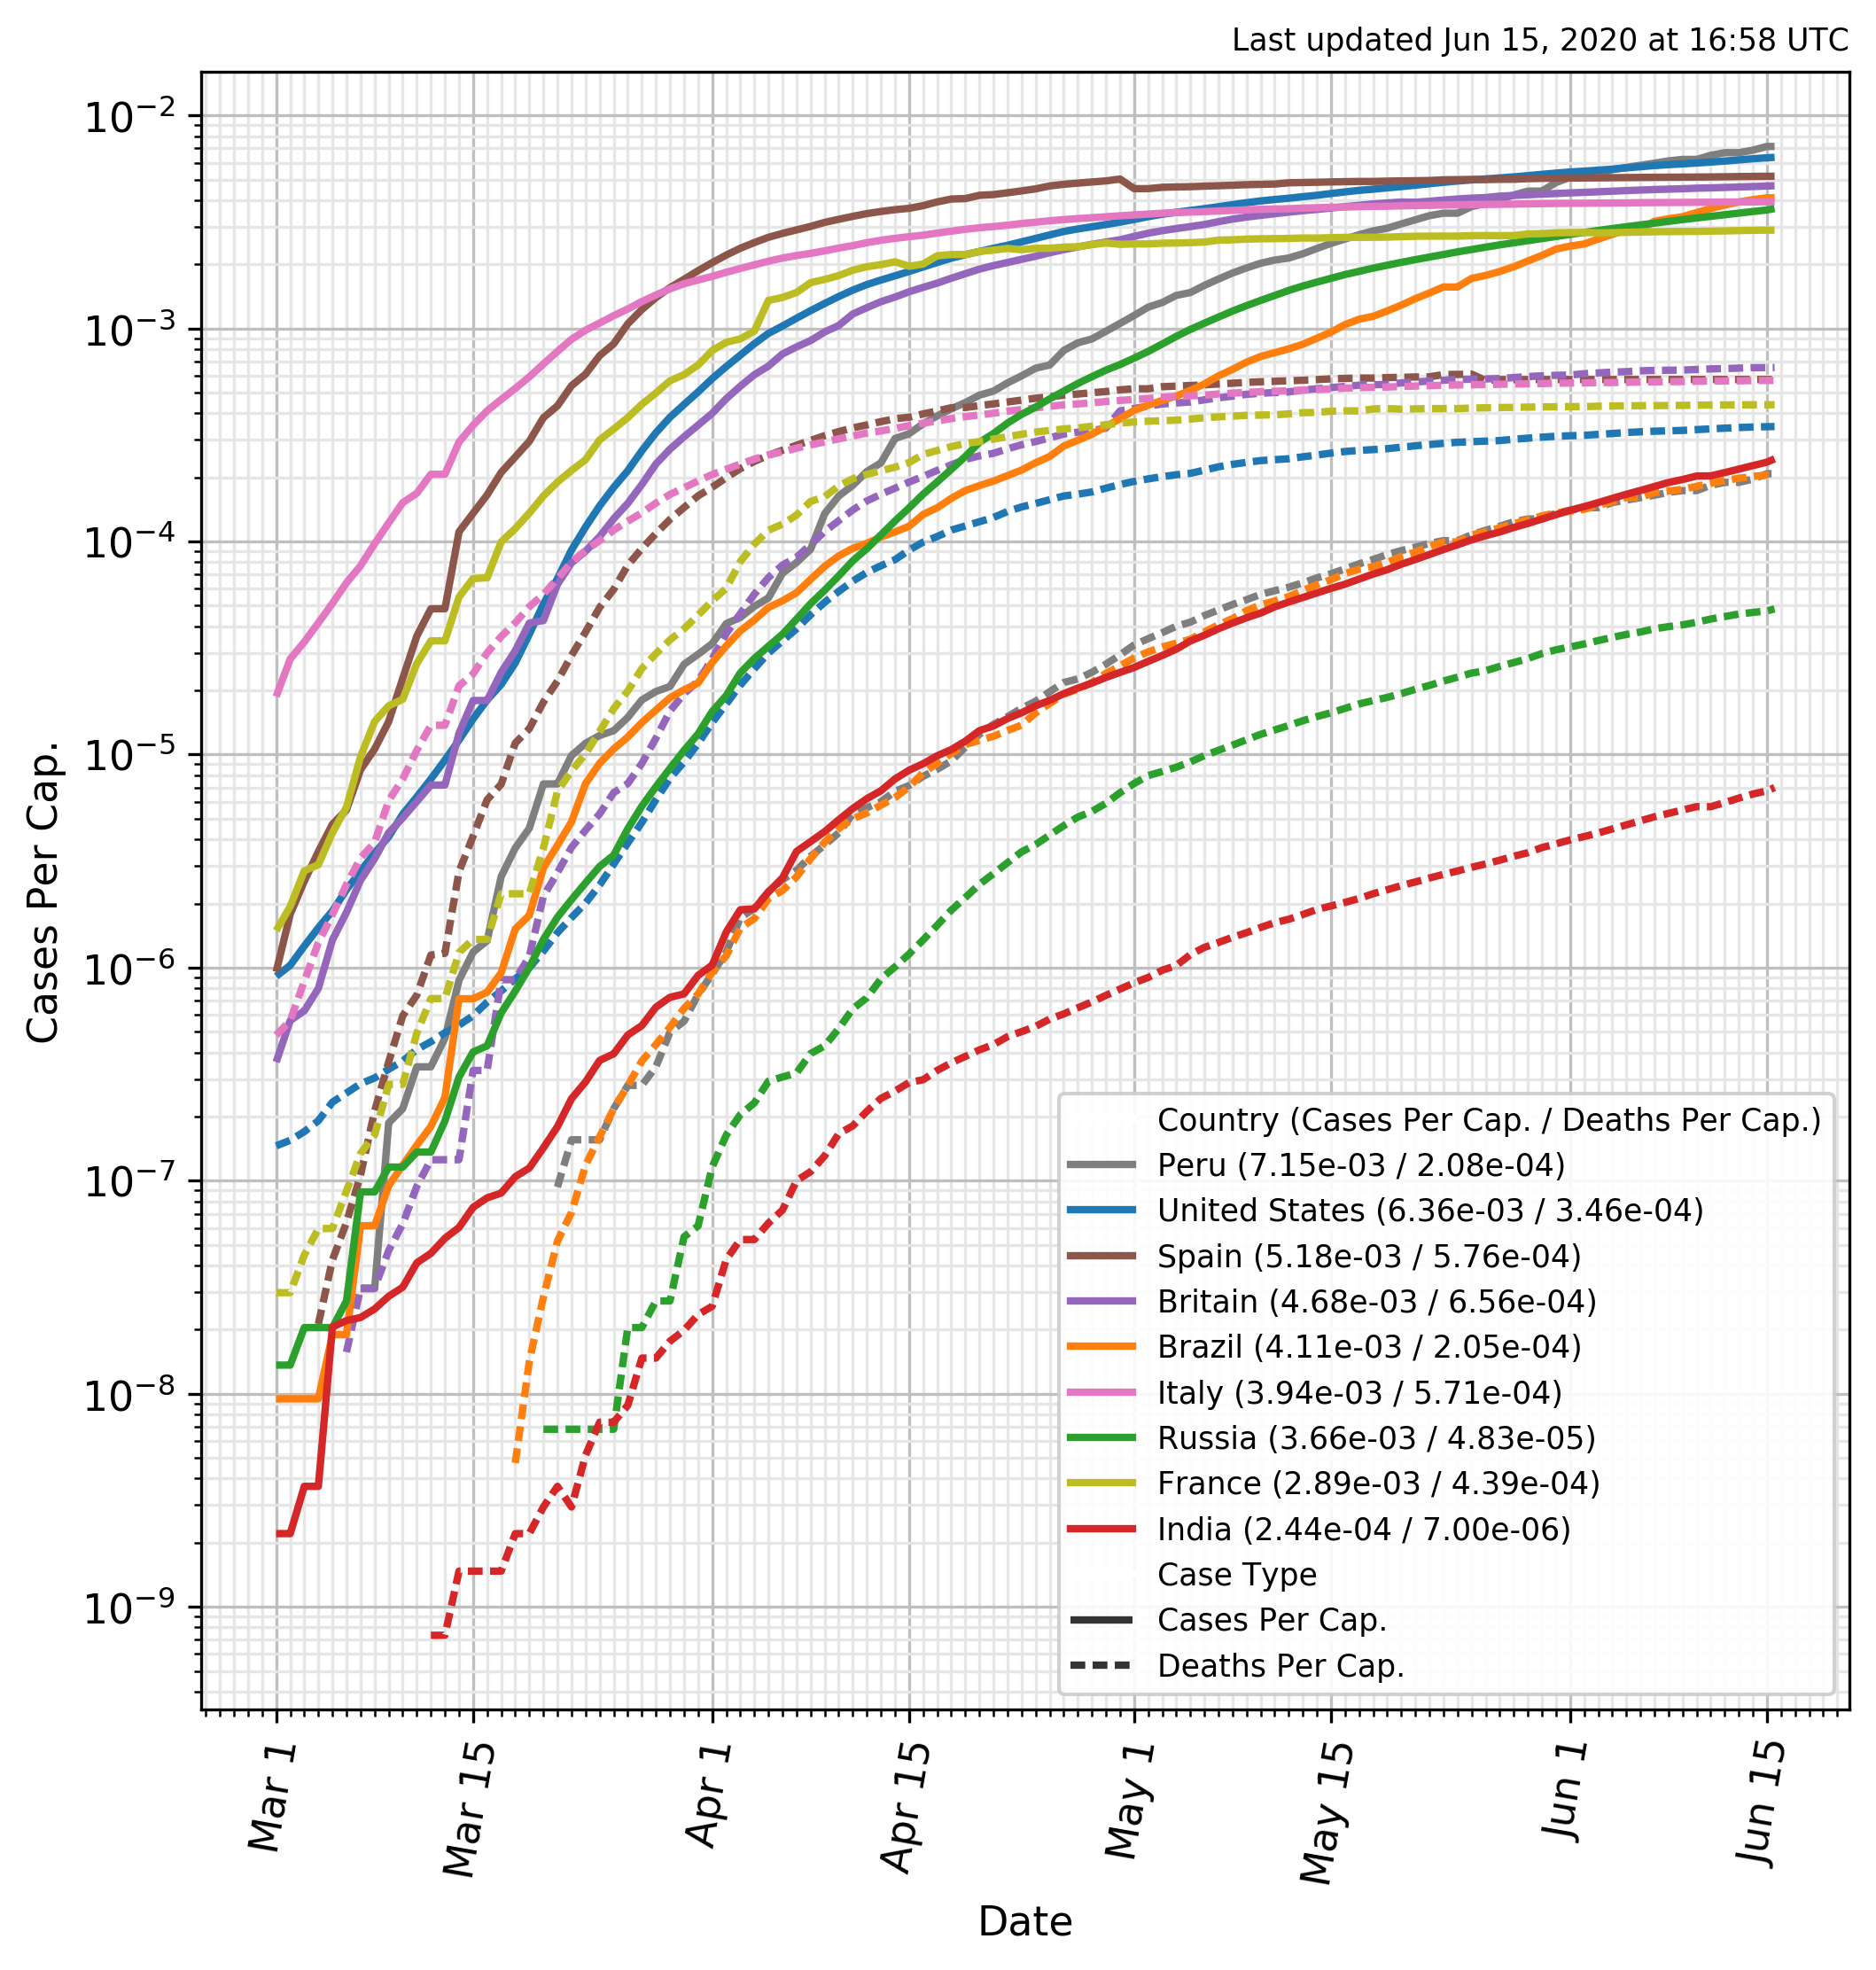 Last updated Jun 15, 2020 at 16:58 UTC
10⁻²
10⁻³
10⁻⁴
10⁻⁵
10⁻⁶
10⁻⁷
10⁻⁸
10⁻⁹
Cases Per Cap.
Country (Cases Per Cap. / Deaths Per Cap.)
Peru (7.15e-03 / 2.08e-04)
United States (6.36e-03 / 3.46e-04)
Spain (5.18e-03 / 5.76e-04)
Britain (4.68e-03 / 6.56e-04)
Brazil (4.11e-03 / 2.05e-04)
Italy (3.94e-03 / 5.71e-04)
Russia (3.66e-03 / 4.83e-05)
France (2.89e-03 / 4.39e-04)
India (2.44e-04 / 7.00e-06)
Case Type
Cases Per Cap.
Deaths Per Cap.
Mar 1
Mar 15
Apr 1
Apr 15
May 1
May 15
Jun 1
Jun 15
Date